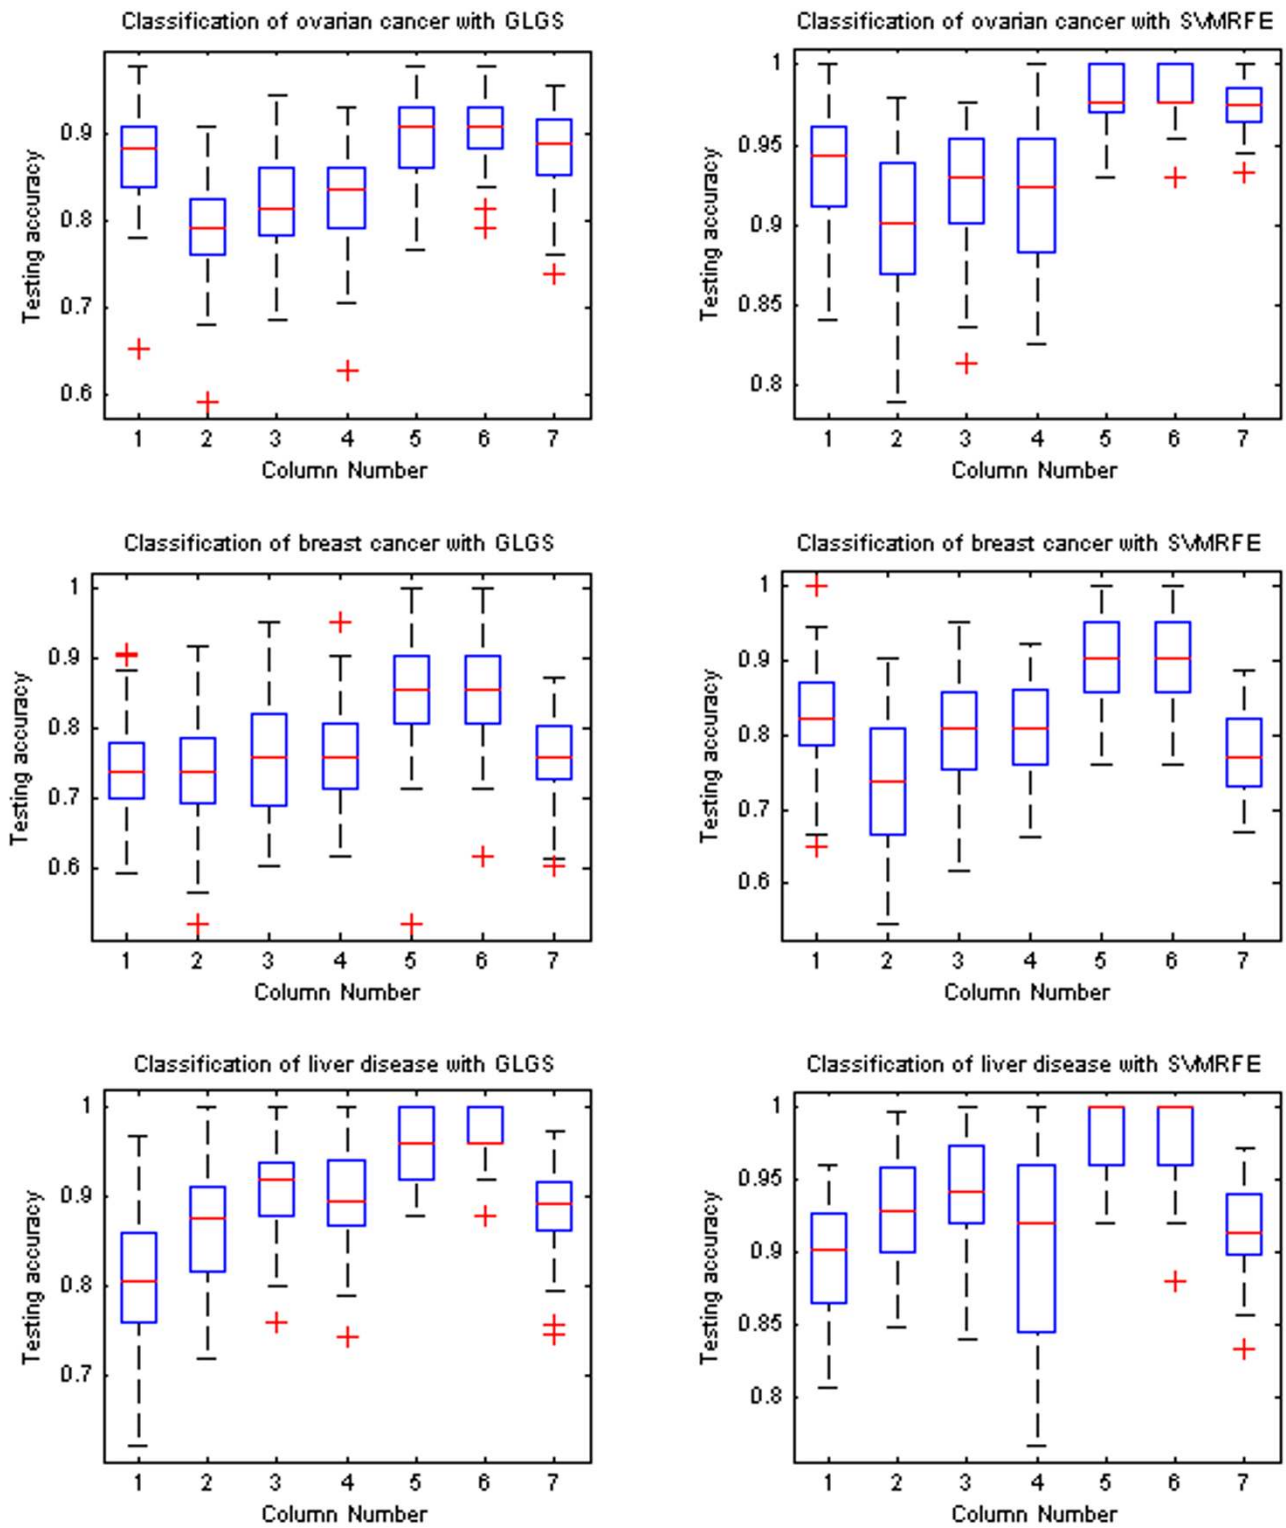 Classification of ovarian cancer with GLGS
Testing accuracy
0.9
0.8
0.7
0.6
1 2 3 4 5 6 7
Column Number
Classification of ovarian cancer with SVMRFE
Testing accuracy
1
0.95
0.9
0.85
0.8
1 2 3 4 5 6 7
Column Number
Classification of breast cancer with GLGS
Testing accuracy
1
0.9
0.8
0.7
0.6
1 2 3 4 5 6 7
Column Number
Classification of breast cancer with SVMRFE
Testing accuracy
1
0.9
0.8
0.7
0.6
1 2 3 4 5 6 7
Column Number
Classification of liver disease with GLGS
Testing accuracy
1
0.9
0.8
0.7
1 2 3 4 5 6 7
Column Number
Classification of liver disease with SVMRFE
Testing accuracy
1
0.95
0.9
0.85
0.8
1 2 3 4 5 6 7
Column Number